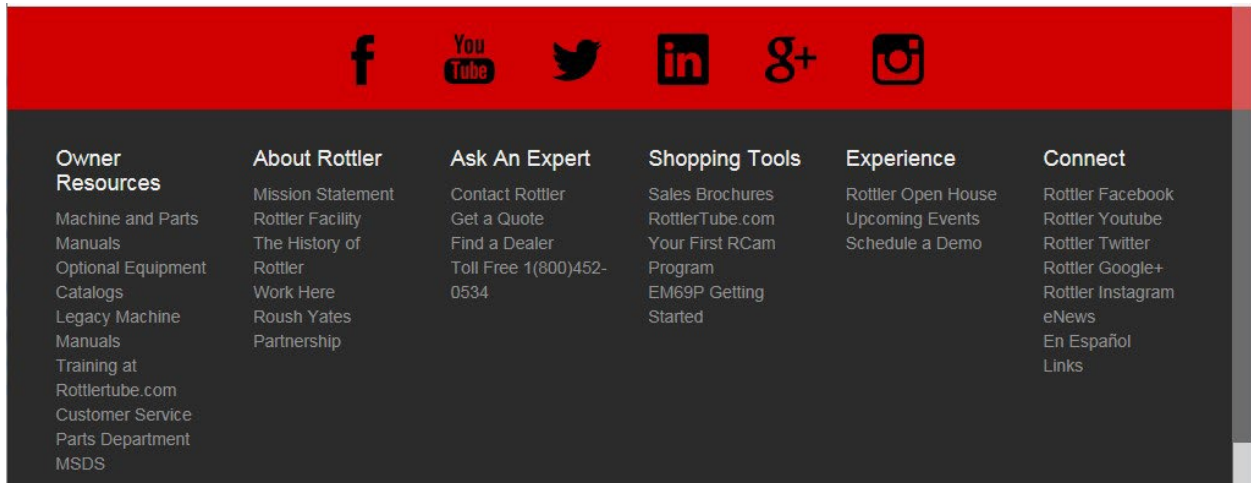 f
You
Tube
in
g+
Owner
Resources
Machine and Parts
Manuals
Optional Equipment
Catalogs
Legacy Machine
Manuals
Training at
Rottlertube.com
Customer Service
Parts Department
MSDS
About Rottler
Mission Statement
Rottler Facility
The History of
Rottler
Work Here
Roush Yates
Partnership
Ask An Expert
Contact Rottler
Get a Quote
Find a Dealer
Toll Free 1(800)452-
0534
Shopping Tools
Sales Brochures
RottlerTube.com
Your First RCam
Program
EM69P Getting
Started
Experience
Rottler Open House
Upcoming Events
Schedule a Demo
Connect
Rottler Facebook
Rottler Youtube
Rottler Twitter
Rottler Google+
Rottler Instagram
eNews
En Español
Links